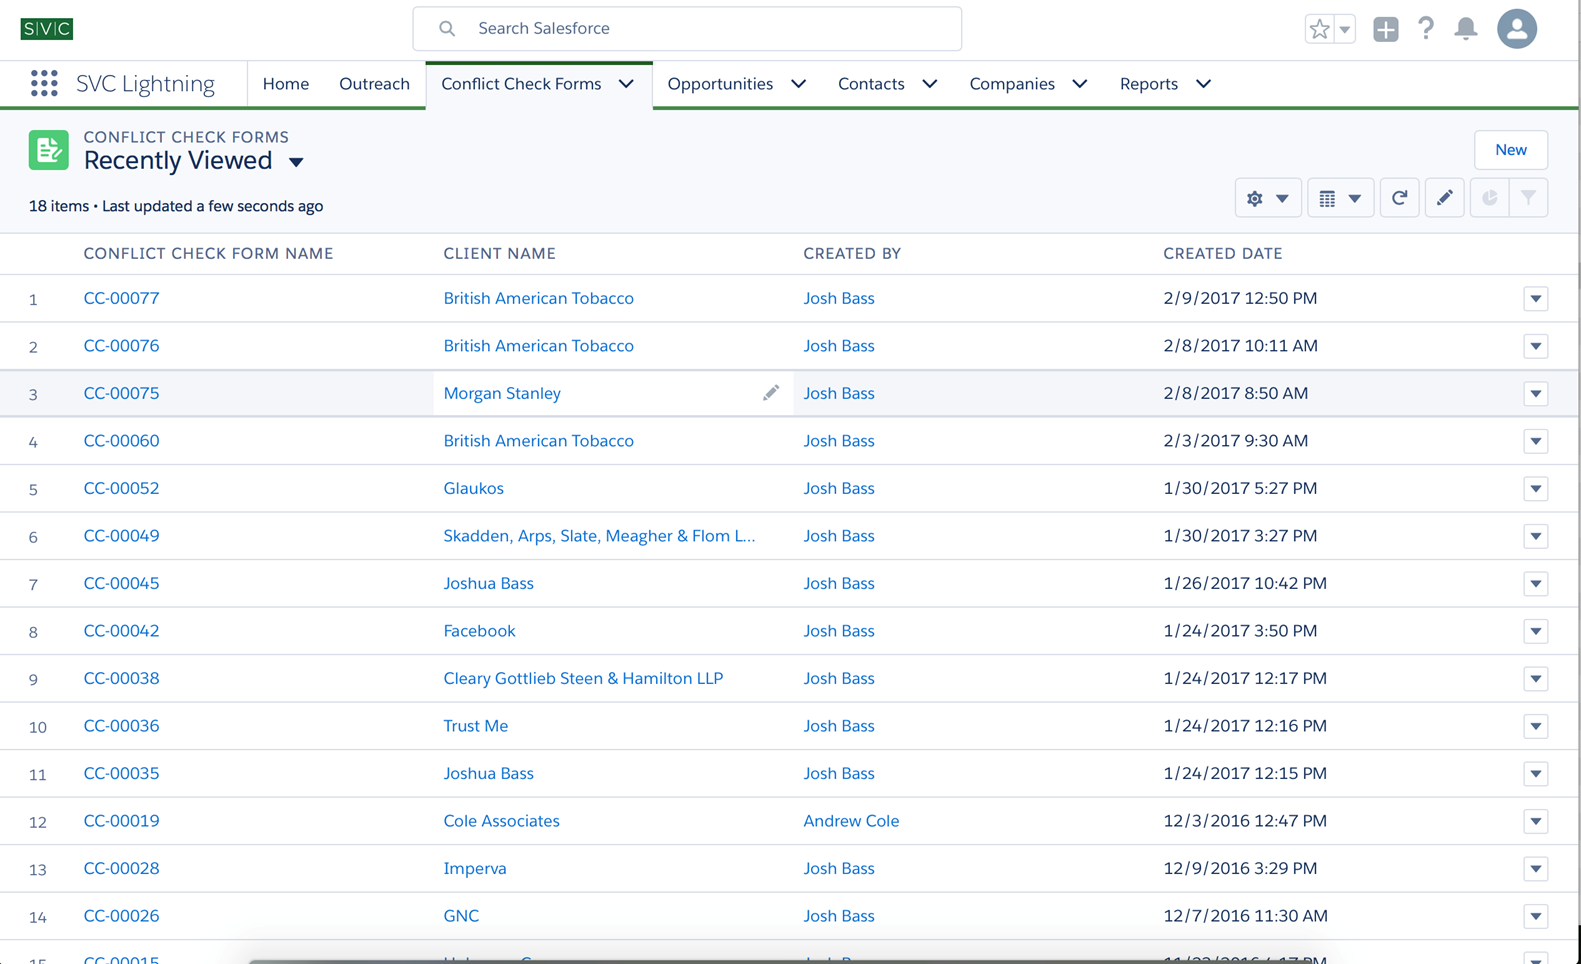 SVC
Search Salesforce
SVC Lightning Home Outreach Conflict Check Forms Opportunities Contacts Companies Reports
CONFLICT CHECK FORMS
Recently Viewed
New
18 items • Last updated a few seconds ago
CONFLICT CHECK FORM NAME CLIENT NAME CREATED BY CREATED DATE
1 CC-00077 British American Tobacco Josh Bass 2/9/2017 12:50 PM
2 CC-00076 British American Tobacco Josh Bass 2/8/2017 10:11 AM
3 CC-00075 Morgan Stanley Josh Bass 2/8/2017 8:50 AM
4 CC-00060 British American Tobacco Josh Bass 2/3/2017 9:30 AM
5 CC-00052 Glaukos Josh Bass 1/30/2017 5:27 PM
6 CC-00049 Skadden, Arps, Slate, Meagher & Flom L... Josh Bass 1/30/2017 3:27 PM
7 CC-00045 Joshua Bass Josh Bass 1/26/2017 10:42 PM
8 CC-00042 Facebook Josh Bass 1/24/2017 3:50 PM
9 CC-00038 Cleary Gottlieb Steen & Hamilton LLP Josh Bass 1/24/2017 12:17 PM
10 CC-00036 Trust Me Josh Bass 1/24/2017 12:16 PM
11 CC-00035 Joshua Bass Josh Bass 1/24/2017 12:15 PM
12 CC-00019 Cole Associates Andrew Cole 12/3/2016 12:47 PM
13 CC-00028 Imperva Josh Bass 12/9/2016 3:29 PM
14 CC-00026 GNC Josh Bass 12/7/2016 11:30 AM
15 CC-00015